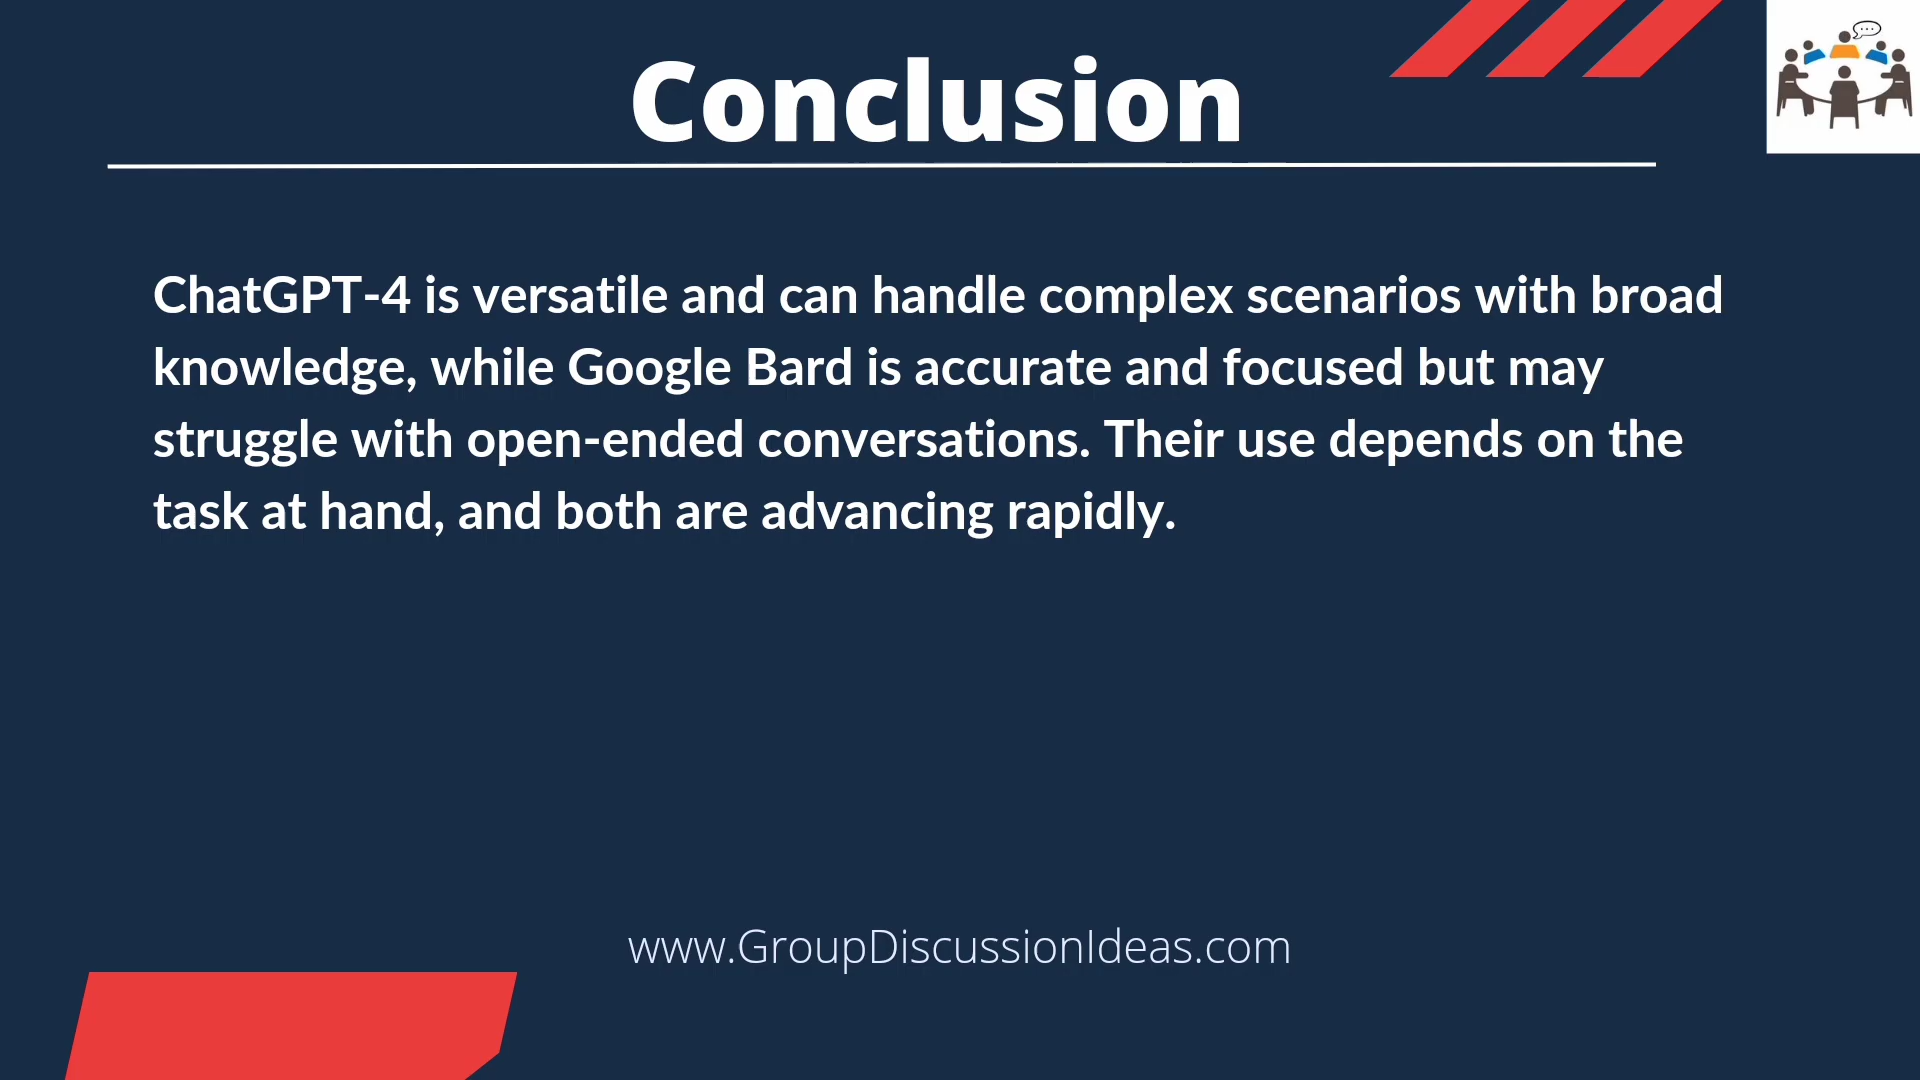 Conclusion
ChatGPT-4 is versatile and can handle complex scenarios with broad
knowledge, while Google Bard is accurate and focused but may
struggle with open-ended conversations. Their use depends on the
task at hand, and both are advancing rapidly.
www.GroupDiscussionIdeas.com